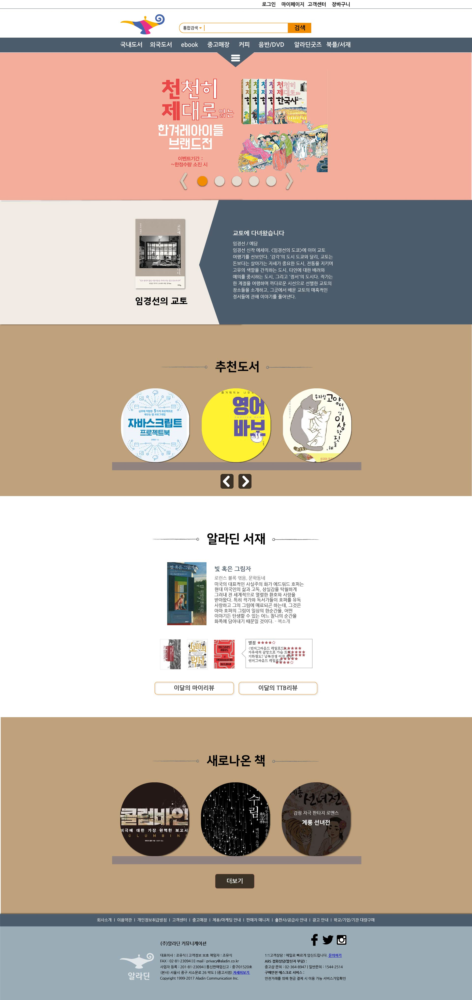 로그인 마이페이지 고객센터 장바구니
통합검색 검색
국내도서 외국도서 ebook 중고매장 커피 음반/DVD 알라딘굿즈 북플/서재
천천히
제대로 읽는
한겨레아이들
브랜드전
이벤트기간 :
~한정수량 소진 시
천천히
제대로 읽는
한국사 5
교토에
다녀왔습니다
임경선의 교토
교토에 다녀왔습니다
임경선 / 예담
임경선 신작 에세이. <임경선의 도쿄>에 이어 교토
여행기를 선보인다. '감각'의 도시 도쿄와 달리, 교토는
돈보다는 살아가는 자세가 중요한 도시, 전통을 지키며
고유의 색깔을 간직하는 도시, 타인에 대한 배려와
예의를 중시하는 도시, 그리고 '정서'의 도시다. 작가는
한 계절을 여행하며 까다로운 시선으로 선별한 교토의
장소들을 소개하고, 그곳에서 배운 교토의 매혹적인
정서들에 관해 이야기를 풀어낸다.
추천도서
실무에 적합한 9가지 프로젝트로
배우는 웹 프로그래밍
자바스크립트
프로젝트북
즐거워지는 나만의
영어
ENGLISH GUMP
바보
우리집 고양이가 또 이상한 짓을 해
알라딘 서재
빛 혹은 그림자
빛 혹은 그림자
로런스 블록 엮음, 문학동네
미국의 대표적인 사실주의 화가 에드워드 호퍼는
현대 미국인의 삶과 고독, 상실감을 탁월하게
그러내 전 세계적으로 열렬한 환호와 사랑을
받아왔다. 특히 작가와 독서가들이 호퍼를 유독
사랑하고 그의 그림에 매료되곤 하는데, 그것은
아마 호퍼의 그림이 일상의 한순간을, 어떤
이야기든 탄생할 수 있는 어느 찰나의 순간을
화폭에 담아내기 때문일 것이다. - 책소개
소비의
역사
언더그라운드
레일로드
UNDERGROUND
RAILROAD
별점 ★★★★☆
<언더그라운드 레일로드> ★★★★★
자유에의 갈망으로 가슴 뜨 ★★★★★
지하철도? 남북전쟁 이전 흑인 ★★★★★
언더그라운드 레일로드 ★★★★☆
이달의 마이리뷰 이달의 TTB리뷰
새로나온 책
콜럼바인
비극에 대한 가장 완벽한 보고서
COLUMBINE
수림
愁霖
백민석 소설
계룡 선녀전
감성 자극 판타지 로맨스
계룡 선녀전
더보기
회사소개 | 이용약관 | 개인정보취급방침 | 고객센터 | 중고매장 | 제휴/마케팅 안내 | 판매자 매니저 | 출판사/공급사 안내 | 광고 안내 | 학교/기업/기관 대량구매
(주)알라딘 커뮤니케이션
알라딘
대표이사 : 조유식 | 고객정보 보호 책임자 : 조유식
FAX : 02-81-23094 | E-mail : privacy@aladin.co.kr
사업자 등록 : 201-81-23094 | 통신판매업신고 : 중구01520호
(본사) 서울시 중구 서소문로 26 약도 | (중고서점) 자세히보기
Copyright 1999-2017 Aladin Communication Inc.
1:1고객상담 : 메일로 빠르게 답신드립니다. 문의하기
ARS 접화상담(발신자 부담) :
중고샵 문의 : 02-364-8947 | 일반문의 : 1544-2514
구매안전 에스크로 서비스 :
안전거래를 위해 현금 결제 시 이용 가능 서비스가입확인